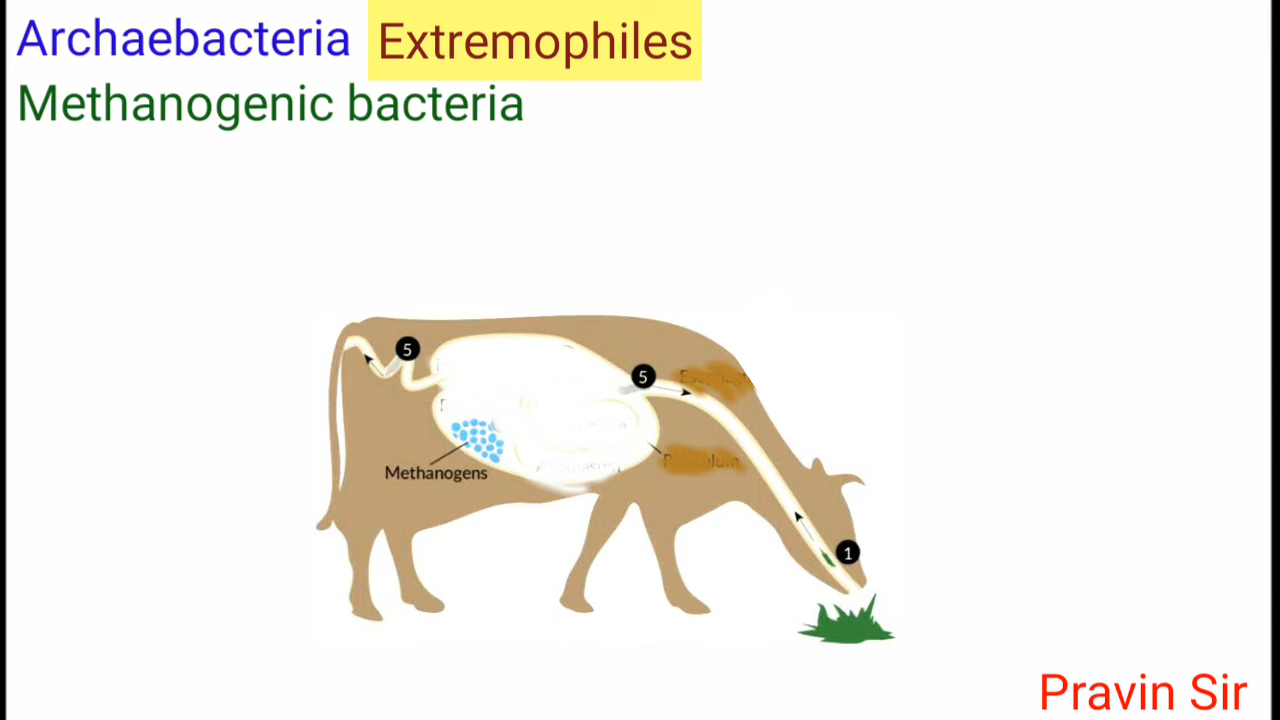 Archaebacteria Extremophiles
Methanogenic bacteria
5
5
Methanogens
1
Pravin Sir